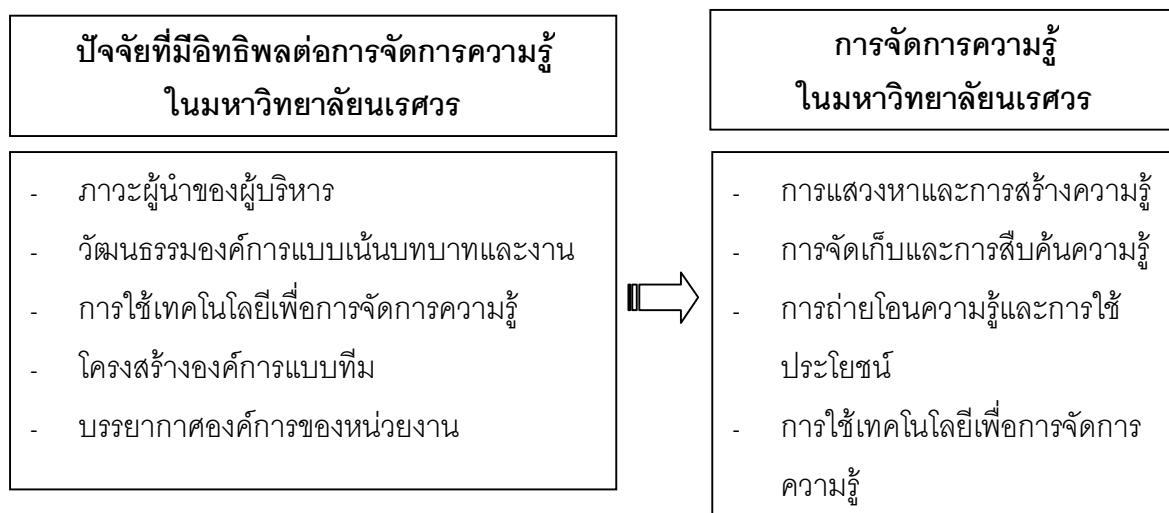 ปัจจัยที่มีอิทธิพลต่อการจัดการความรู้
ในมหาวิทยาลัยนเรศวร
- ภาวะผู้นำของผู้บริหาร
- วัฒนธรรมองค์การแบบเน้นบทบาทและงาน
- การใช้เทคโนโลยีเพื่อการจัดการความรู้
- โครงสร้างองค์การแบบทีม
- บรรยากาศองค์การของหน่วยงาน
การจัดการความรู้
ในมหาวิทยาลัยนเรศวร
- การแสวงหาและการสร้างความรู้
- การจัดเก็บและการสืบค้นความรู้
- การถ่ายโอนความรู้และการใช้
ประโยชน์
- การใช้เทคโนโลยีเพื่อการจัดการ
ความรู้